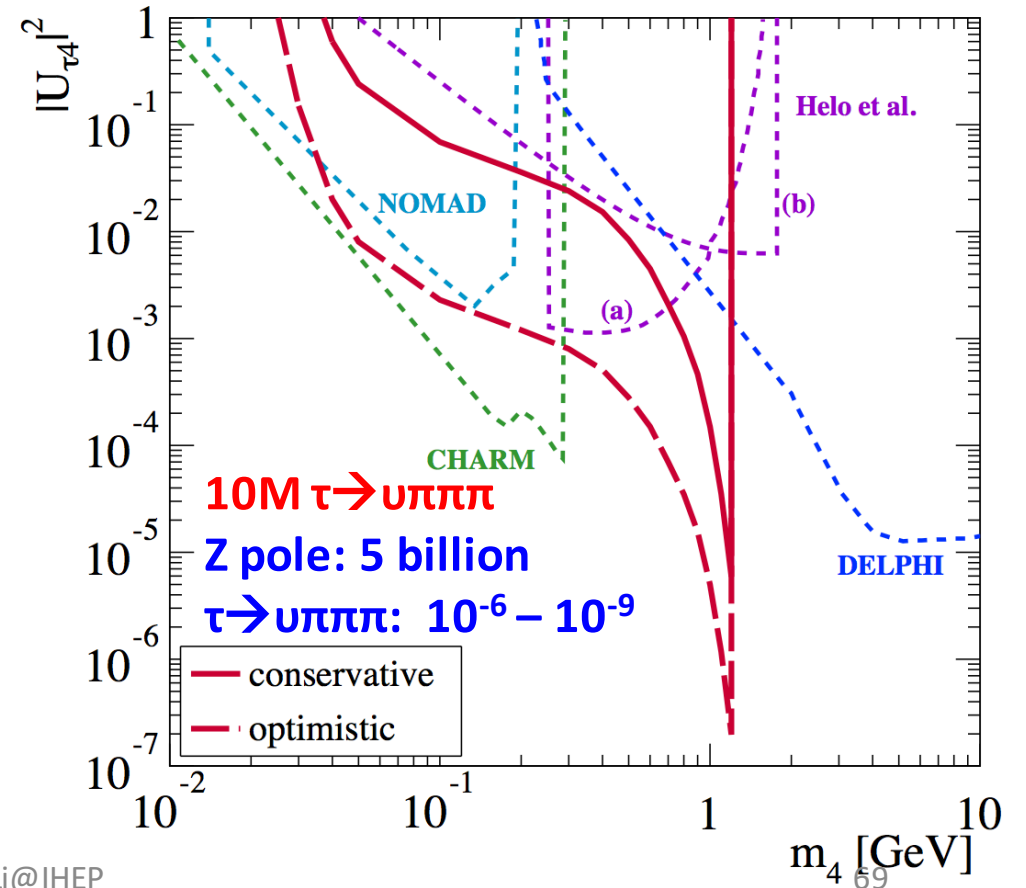 |Uτ4|²
1
10⁻¹
10⁻²
10⁻³
10⁻⁴
10⁻⁵
10⁻⁶
10⁻⁷
Helo et al.
NOMAD
(b)
(a)
CHARM
10M τ→υπππ
Z pole: 5 billion
DELPHI
τ→υπππ: 10⁻⁶ – 10⁻⁹
conservative
optimistic
10⁻² 10⁻¹ 1 10
m₄ [GeV]
i@IHEP 69